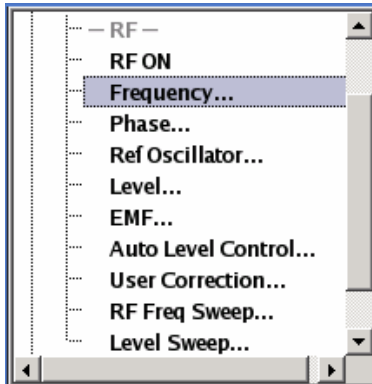 — RF —
RF ON
Frequency...
Phase...
Ref Oscillator...
Level...
EMF...
Auto Level Control...
User Correction...
RF Freq Sweep...
Level Sweep...